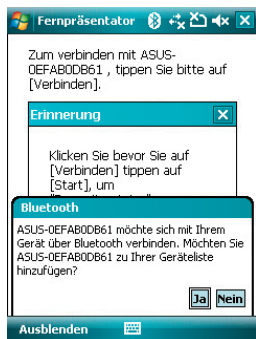 Fernpräsentator
Zum verbinden mit ASUS-
0EFAB0DB61 , tippen Sie bitte auf
[Verbinden].
Erinnerung
Klicken Sie bevor Sie auf
[Verbinden] tippen auf
[Start], um
Bluetooth
ASUS-0EFAB0DB61 möchte sich mit Ihrem
Gerät über Bluetooth verbinden. Möchten Sie
ASUS-0EFAB0DB61 zu Ihrer Geräteliste
hinzufügen?
Ja Nein
Ausblenden